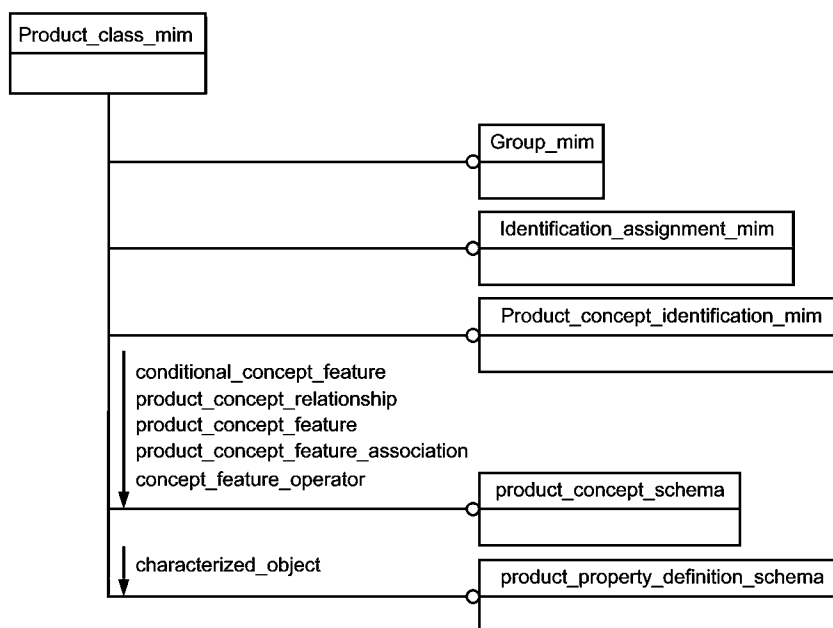 Product_class_mim
Group_mim
Identification_assignment_mim
Product_concept_identification_mim
conditional_concept_feature
product_concept_relationship
product_concept_feature
product_concept_feature_association
concept_feature_operator
product_concept_schema
characterized_object
product_property_definition_schema